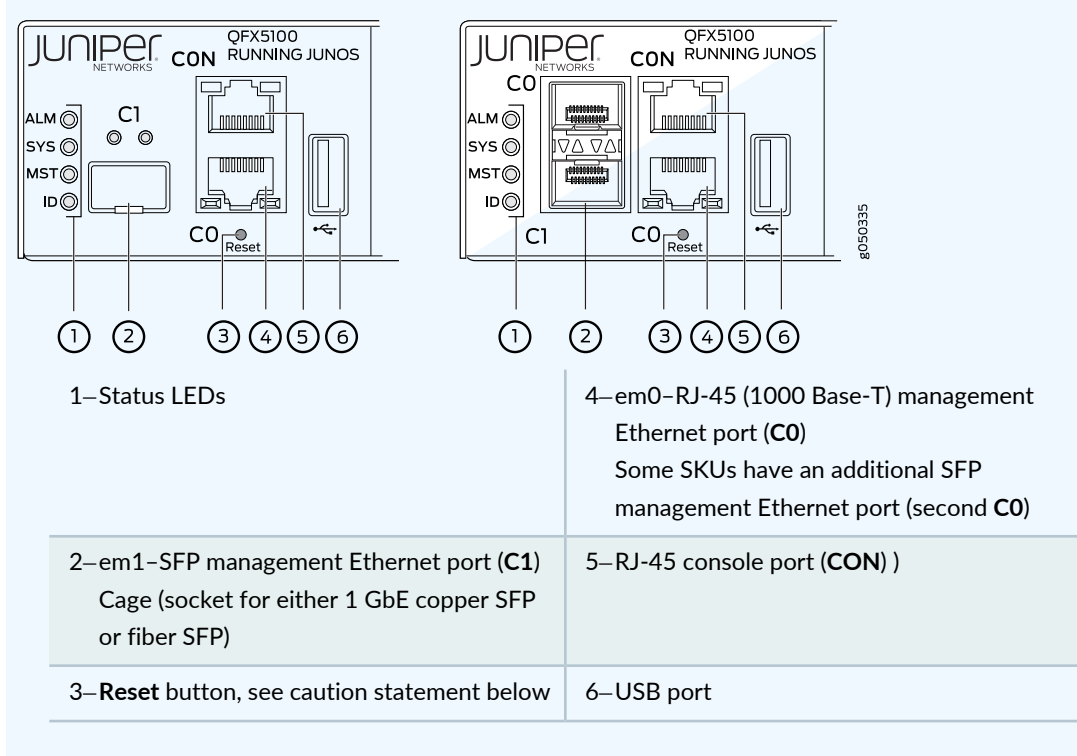 JUNIPER
NETWORKS
CON
QFX5100
RUNNING JUNOS
ALM
SYS
MST
ID
C1
C0
Reset
1
2
3
4
5
6
JUNIPER
NETWORKS
C0
CON
QFX5100
RUNNING JUNOS
ALM
SYS
MST
ID
C1
C0
Reset
1
2
3
4
5
6
g050335
1—Status LEDs
4—em0–RJ-45 (1000 Base-T) management
Ethernet port (C0)
Some SKUs have an additional SFP
management Ethernet port (second C0)
2—em1–SFP management Ethernet port (C1)
Cage (socket for either 1 GbE copper SFP
or fiber SFP)
5—RJ-45 console port (CON) )
3—Reset button, see caution statement below
6—USB port